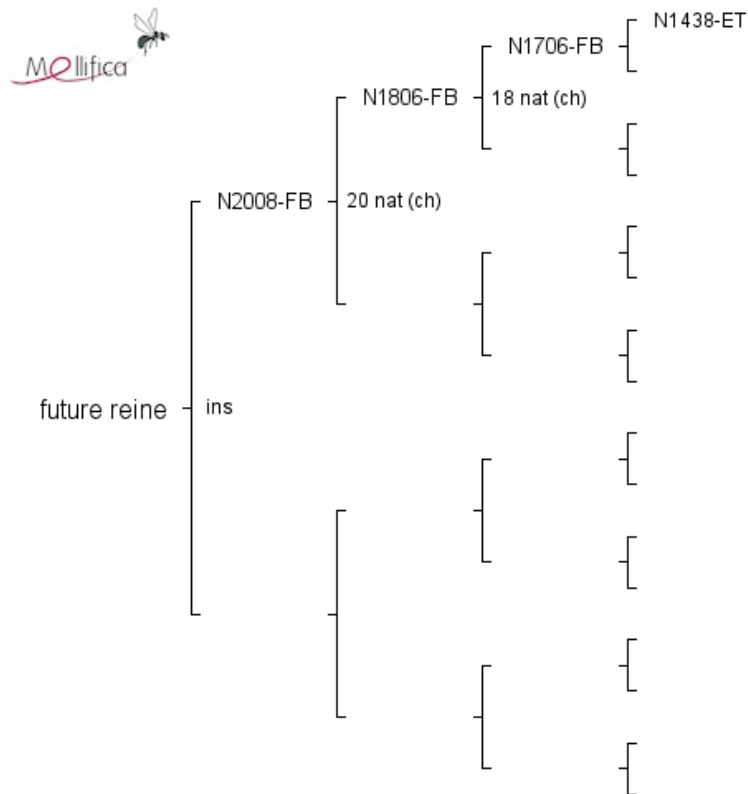 Mellifica
N1438-ET
N1706-FB
N1806-FB
18 nat (ch)
N2008-FB
20 nat (ch)
future reine
ins